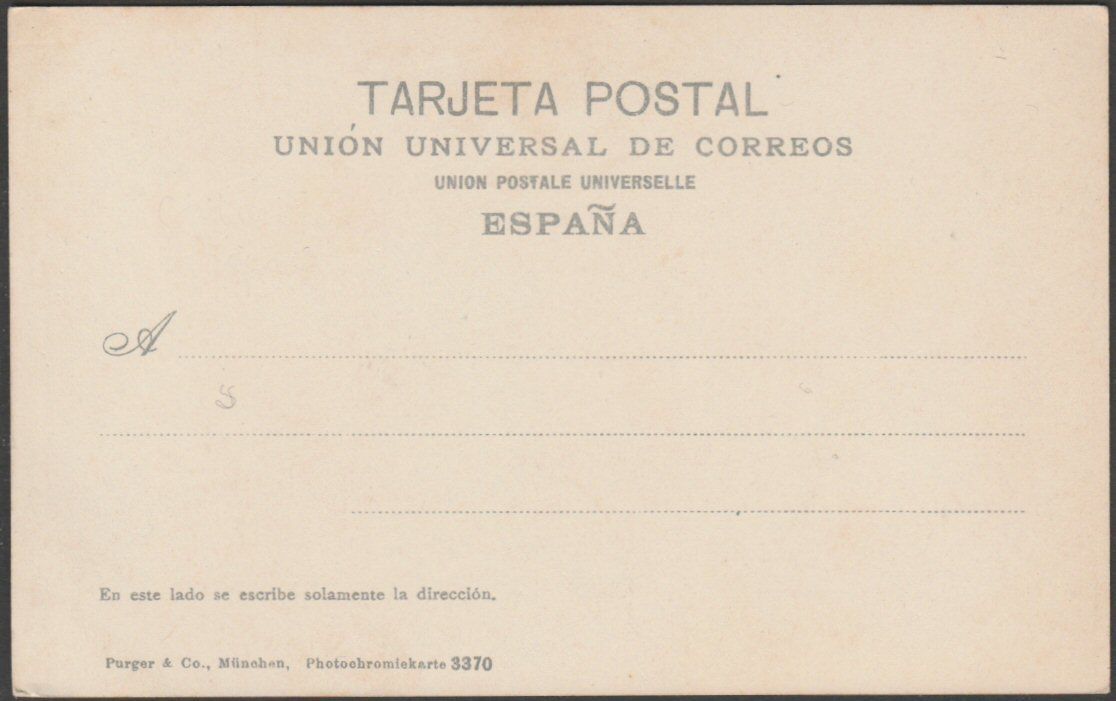 TARJETA POSTAL
UNIÓN UNIVERSAL DE CORREOS
UNION POSTALE UNIVERSELLE
ESPAÑA
A
En este lado se escribe solamente la dirección.
Purger & Co., München, Photochromiekarte 3370